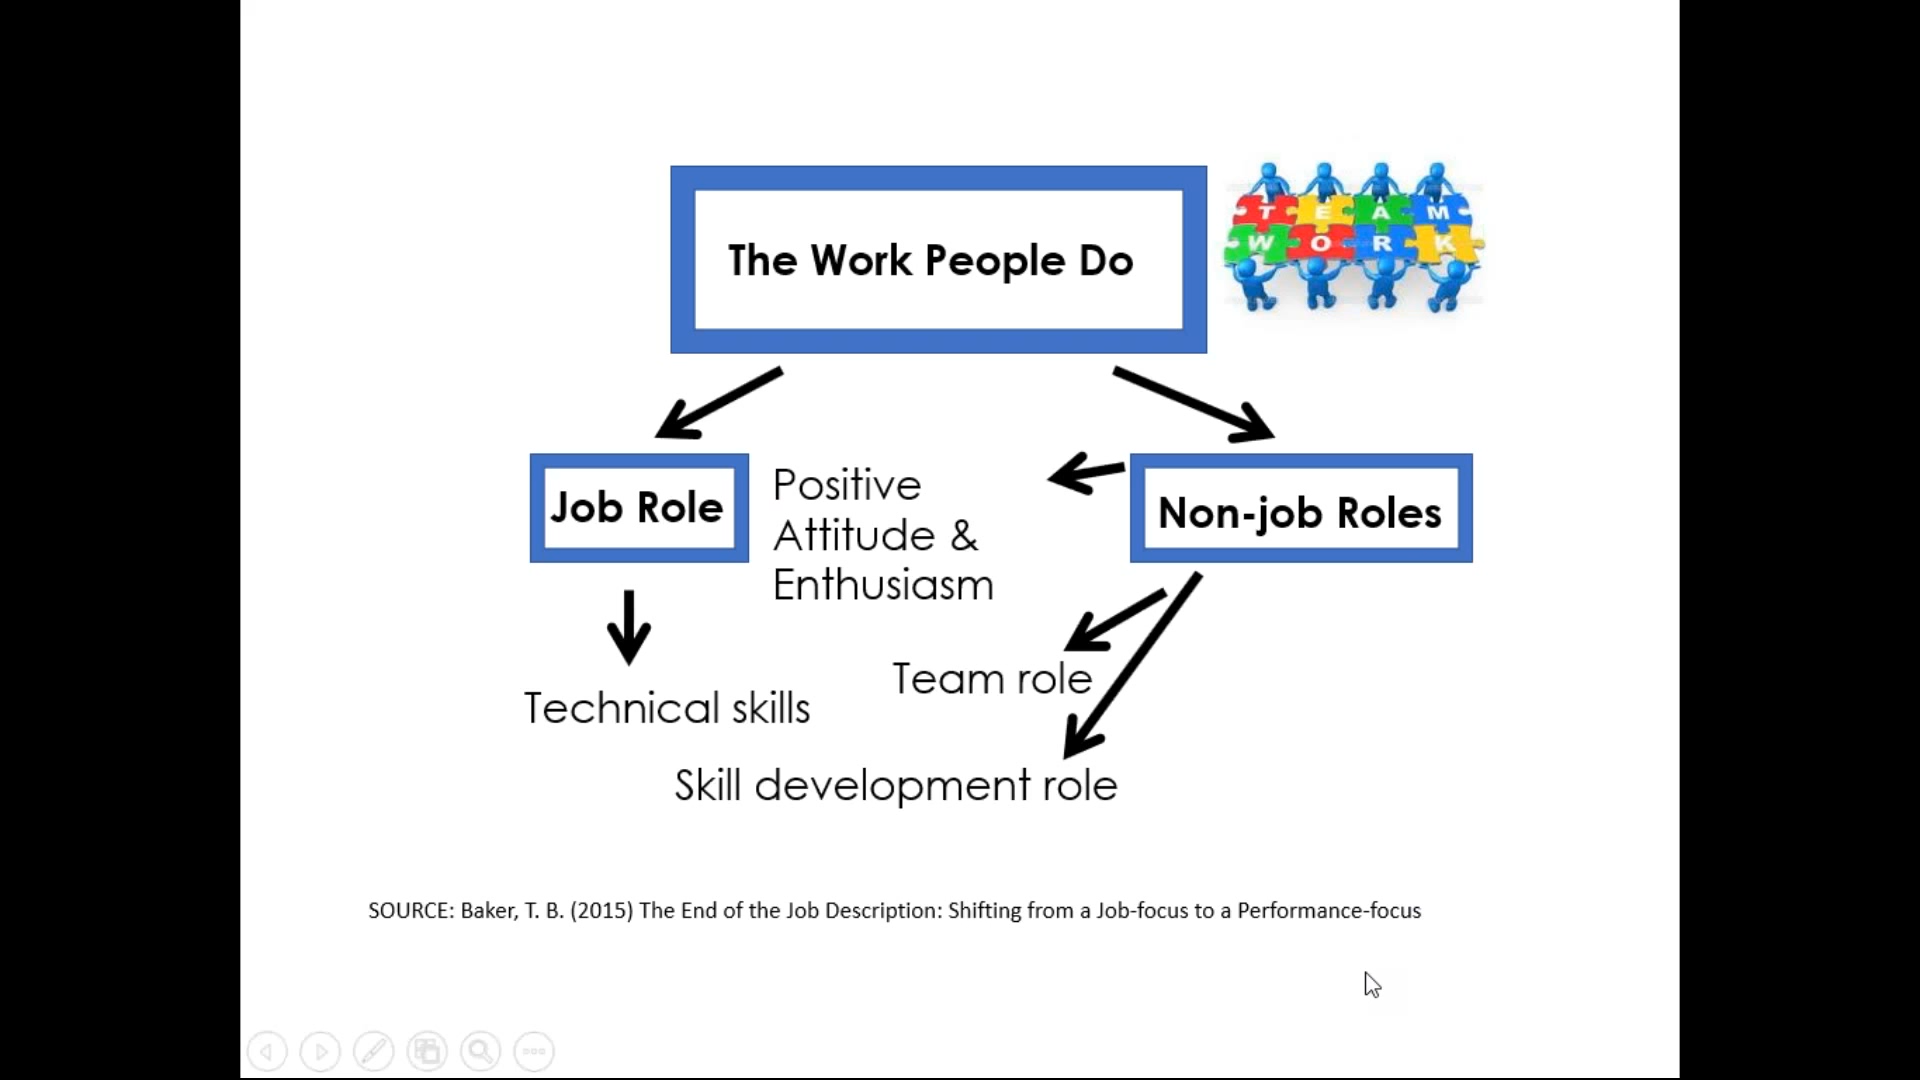 The Work People Do
TEAM
WORK
Job Role
Positive
Attitude &
Enthusiasm
Non-job Roles
Team role
Technical skills
Skill development role
SOURCE: Baker, T. B. (2015) The End of the Job Description: Shifting from a Job-focus to a Performance-focus